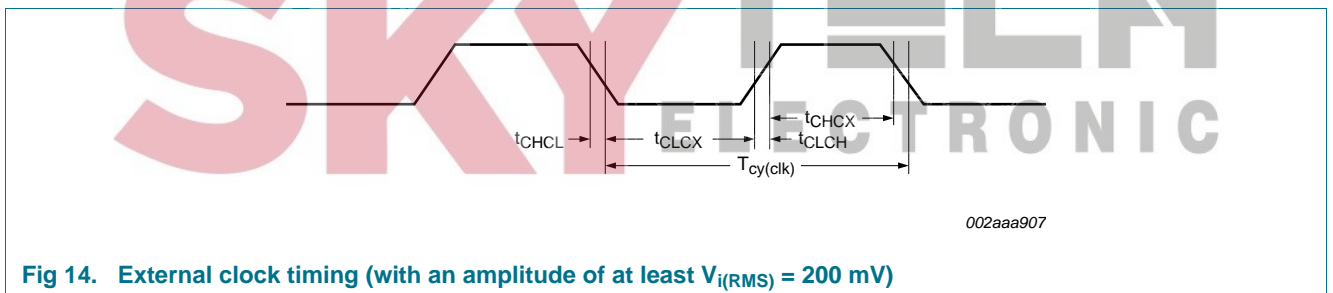 SKYTECH
ELECTRONIC
tCHCX
tCHCL
tCLCX
tCLCH
Tcy(clk)
002aaa907
Fig 14. External clock timing (with an amplitude of at least Vi(RMS) = 200 mV)